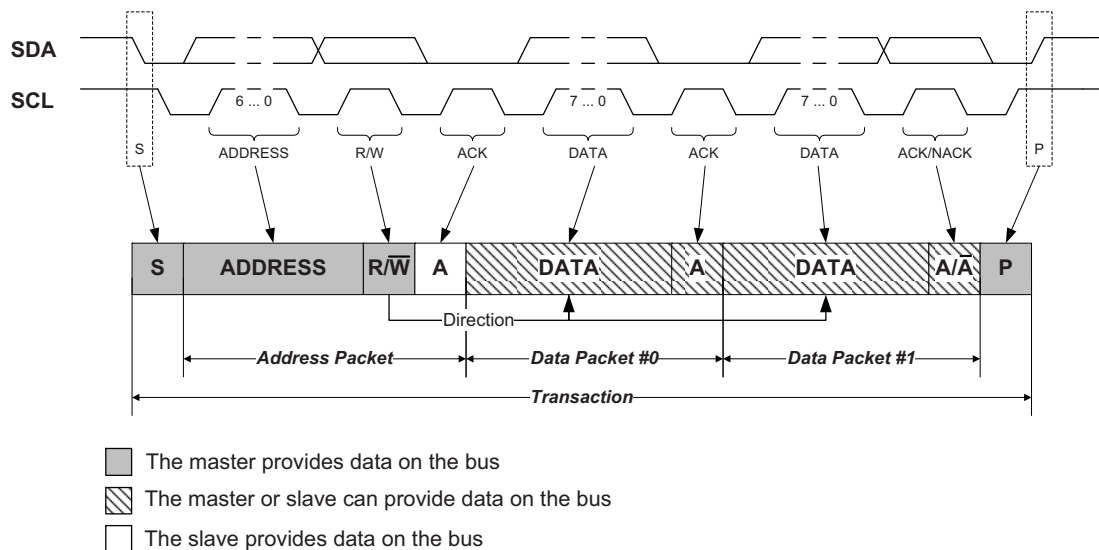 SDA
SCL
6 ... 0
7 ... 0
7 ... 0
S
ADDRESS
R/W
ACK
DATA
ACK
DATA
ACK/NACK
P
S
ADDRESS
R/W̅
A
DATA
A
DATA
A/A̅
P
Direction
Address Packet
Data Packet #0
Data Packet #1
Transaction
The master provides data on the bus
The master or slave can provide data on the bus
The slave provides data on the bus